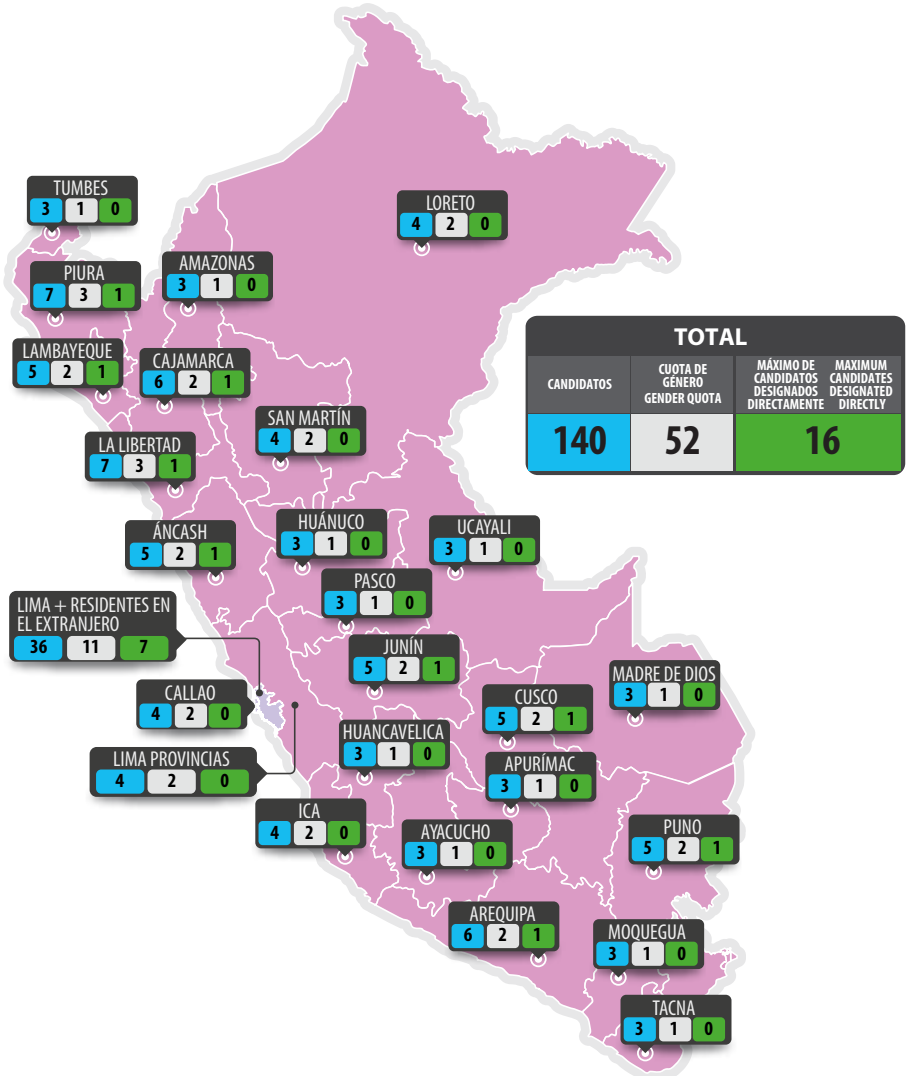 TUMBES
3 1 0
LORETO
4 2 0
PIURA
7 3 1
AMAZONAS
3 1 0
LAMBAYEQUE
5 2 1
CAJAMARCA
6 2 1
SAN MARTÍN
4 2 0
LA LIBERTAD
7 3 1
TOTAL
CANDIDATOS
CUOTA DE
GÉNERO
GENDER QUOTA
MÁXIMO DE
CANDIDATOS
DESIGNADOS
DIRECTAMENTE
MAXIMUM
CANDIDATES
DESIGNATED
DIRECTLY
140 52 16
ÁNCASH
5 2 1
HUÁNUCO
3 1 0
UCAYALI
3 1 0
PASCO
3 1 0
LIMA + RESIDENTES EN
EL EXTRANJERO
36 11 7
JUNÍN
5 2 1
MADRE DE DIOS
3 1 0
CALLAO
4 2 0
CUSCO
5 2 1
HUANCAVELICA
3 1 0
LIMA PROVINCIAS
4 2 0
APURÍMAC
3 1 0
ICA
4 2 0
AYACUCHO
3 1 0
PUNO
5 2 1
AREQUIPA
6 2 1
MOQUEGUA
3 1 0
TACNA
3 1 0